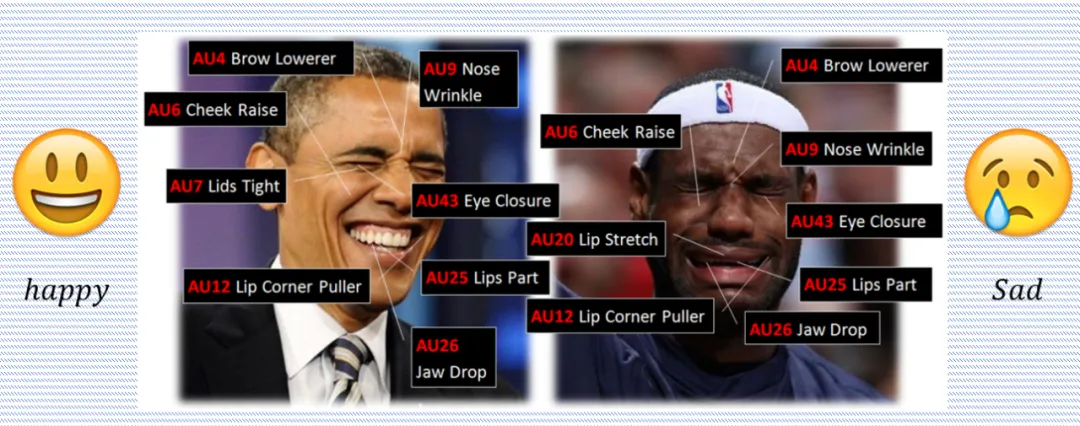 AU4 Brow Lowerer
AU9 Nose
Wrinkle
AU6 Cheek Raise
AU7 Lids Tight
AU43 Eye Closure
AU12 Lip Corner Puller
AU25 Lips Part
AU26
Jaw Drop
happy
AU4 Brow Lowerer
AU6 Cheek Raise
AU9 Nose Wrinkle
AU43 Eye Closure
AU20 Lip Stretch
AU25 Lips Part
AU12 Lip Corner Puller
AU26 Jaw Drop
Sad